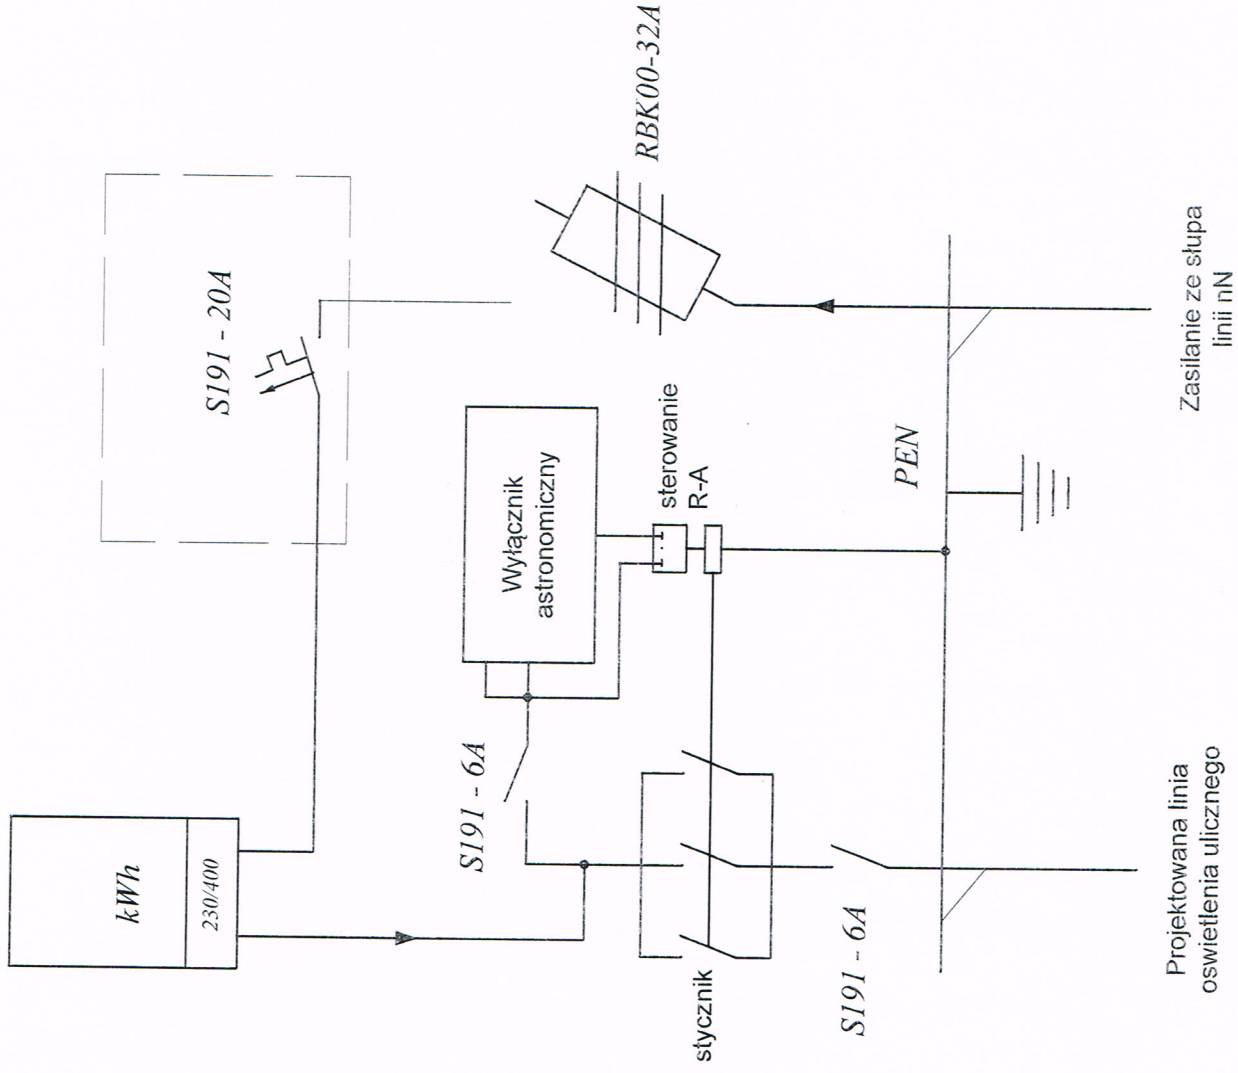 kWh
230/400
S191 - 20A
RBK00-32A
S191 - 6A
Wyłącznik
astronomiczny
sterowanie
R-A
stycznik
S191 - 6A
PEN
Projektowana linia
oswietlenia ulicznego
Zasilanie ze słupa
linii nN